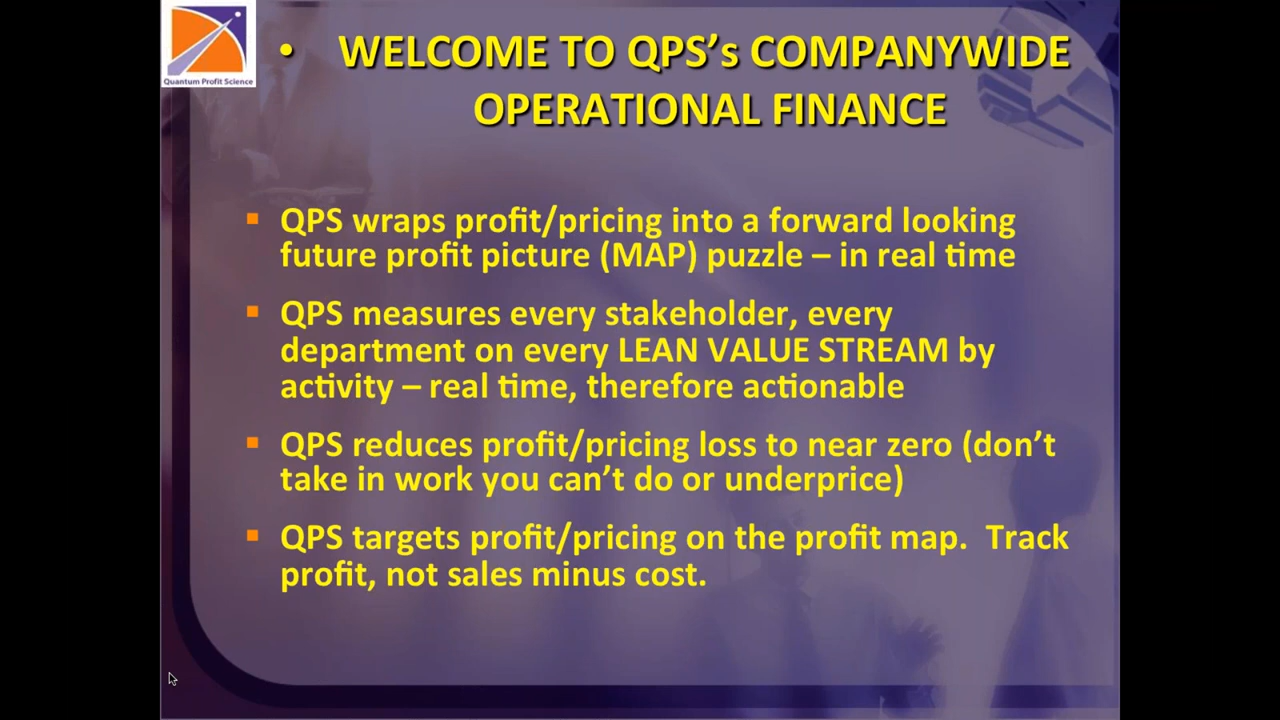 Quantum Profit Science
• WELCOME TO QPS’s COMPANYWIDE
OPERATIONAL FINANCE
▪ QPS wraps profit/pricing into a forward looking
future profit picture (MAP) puzzle – in real time
▪ QPS measures every stakeholder, every
department on every LEAN VALUE STREAM by
activity – real time, therefore actionable
▪ QPS reduces profit/pricing loss to near zero (don’t
take in work you can’t do or underprice)
▪ QPS targets profit/pricing on the profit map.  Track
profit, not sales minus cost.